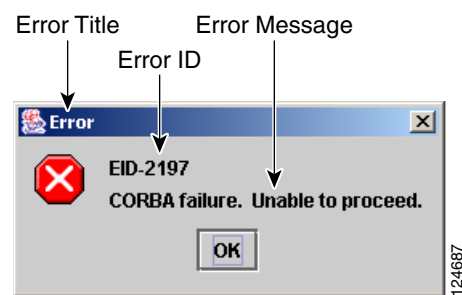 Error Title
Error Message
Error ID
Error
EID-2197
CORBA failure. Unable to proceed.
OK
124687